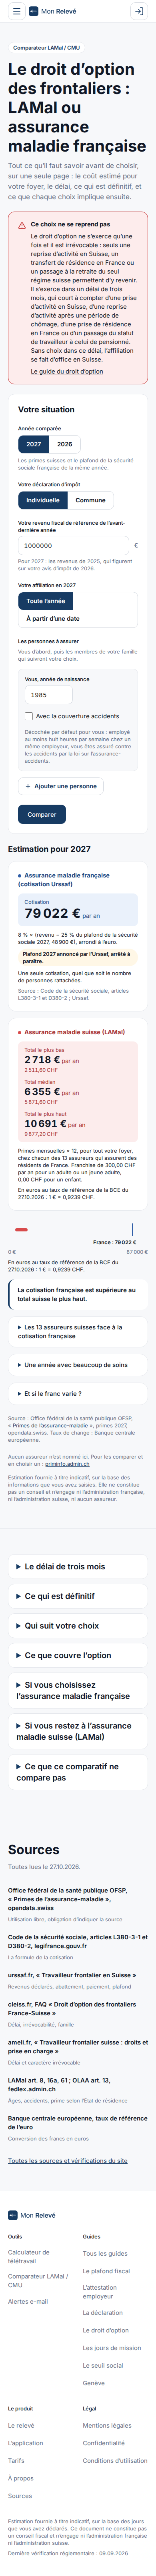 Mon Relevé
Comparateur LAMal / CMU
Le droit d'option
des frontaliers :
LAMal ou
assurance
maladie française
Tout ce qu'il faut savoir avant de choisir,
sur une seule page : le coût estimé pour
votre foyer, le délai, ce qui est définitif, et
ce que chaque choix implique ensuite.
Ce choix ne se reprend pas
Le droit d'option ne s'exerce qu'une
fois et il est irrévocable : seuls un
transfert de résidence en France ou
un passage à la retraite du seul
régime suisse permettent d'y revenir.
Il s'exerce dans un délai de trois
mois, qui court à compter d'une prise
d'activité en Suisse, d'une reprise
d'activité après une période de
chômage, d'une prise de résidence
en France ou d'un passage de
l'activité à une pension suisse.
Sans choix dans ce délai, l'affiliation
se fait d'office en Suisse.
Le guide du droit d'option
Votre situation
Année comparée
2027 2026
Les primes suisses et le plafond de la sécurité
sociale française de la même année.
Votre déclaration d'impôt
Individuelle Commune
Votre revenu fiscal de référence de l'avant-
dernière année
1000000 €
Pour 2027 : les revenus de 2025, qui figurent
sur votre avis d'impôt de 2026.
Votre affiliation en 2027
Toute l'année
À partir d'une date
Les personnes à assurer
Vous d'abord, puis les membres de votre famille
qui suivront votre choix.
Vous, année de naissance
1985
Avec la couverture accidents
Décochée par défaut pour vous : employé
au moins huit heures par semaine chez un
même employeur, vous êtes assuré contre
les accidents par la loi sur l'assurance-
accidents.
+ Ajouter une personne
Comparer
Estimation pour 2027
Assurance maladie française
(cotisation Urssaf)
Cotisation
79 022 € par an
8 % × (revenu − 25 % du plafond de la sécurité
sociale 2027, 48 900 €), arrondi à l'euro.
Plafond 2027 annoncé par l'Urssaf, arrêté à
paraître.
Une seule cotisation, quel que soit le nombre
de personnes rattachées.
Source : Code de la sécurité sociale, articles
L380-3-1 et D380-2 ; Urssaf.
Assurance maladie suisse (LAMal)
Total le plus bas
2 718 € par an
2 511,60 CHF
Total médian
6 355 € par an
5 871,60 CHF
Total le plus haut
10 691 € par an
9 877,20 CHF
Primes mensuelles × 12, pour tout votre foyer,
chez chacun des 13 assureurs qui assurent des
résidents de France. Franchise de 300,00 CHF
par an pour un adulte ou un jeune adulte,
0,00 CHF pour un enfant.
En euros au taux de référence de la BCE du
27.10.2026 : 1 € = 0,9239 CHF.
France : 79 022 €
0 € 87 000 €
En euros au taux de référence de la BCE du
27.10.2026 : 1 € = 0,9239 CHF.
La cotisation française est supérieure au
total suisse le plus haut.
Les 13 assureurs suisses face à la
cotisation française
Une année avec beaucoup de soins
Et si le franc varie ?
Source : Office fédéral de la santé publique OFSP,
« Primes de l'assurance-maladie », primes 2027,
opendata.swiss. Taux de change : Banque centrale
européenne.
Aucun assureur n'est nommé ici. Pour les comparer et
en choisir un : priminfo.admin.ch
Estimation fournie à titre indicatif, sur la base des
informations que vous avez saisies. Elle ne constitue
pas un conseil et n'engage ni l'administration française,
ni l'administration suisse, ni aucun assureur.
Le délai de trois mois
Ce qui est définitif
Qui suit votre choix
Ce que couvre l'option
Si vous choisissez
l'assurance maladie française
Si vous restez à l'assurance
maladie suisse (LAMal)
Ce que ce comparatif ne
compare pas
Sources
Toutes lues le 27.10.2026.
Office fédéral de la santé publique OFSP,
« Primes de l'assurance-maladie »,
opendata.swiss
Utilisation libre, obligation d'indiquer la source
Code de la sécurité sociale, articles L380-3-1 et
D380-2, legifrance.gouv.fr
La formule de la cotisation
urssaf.fr, « Travailleur frontalier en Suisse »
Revenus déclarés, abattement, paiement, plafond
cleiss.fr, FAQ « Droit d'option des frontaliers
France-Suisse »
Délai, irrévocabilité, famille
ameli.fr, « Travailleur frontalier suisse : droits et
prise en charge »
Délai et caractère irrévocable
LAMal art. 8, 16a, 61 ; OLAA art. 13,
fedlex.admin.ch
Âges, accidents, prime selon l'État de résidence
Banque centrale européenne, taux de référence
de l'euro
Conversion des francs en euros
Toutes les sources et vérifications du site
Mon Relevé
Outils
Calculateur de
télétravail
Comparateur LAMal /
CMU
Alertes e-mail
Guides
Tous les guides
Le plafond fiscal
L'attestation
employeur
La déclaration
Le droit d'option
Les jours de mission
Le seuil social
Genève
Le produit
Le relevé
L'application
Tarifs
À propos
Sources
Légal
Mentions légales
Confidentialité
Conditions d'utilisation
Estimation fournie à titre indicatif, sur la base des jours
que vous avez déclarés. Ce document ne constitue pas
un conseil fiscal et n'engage ni l'administration française
ni l'administration suisse.
Dernière vérification réglementaire : 09.09.2026